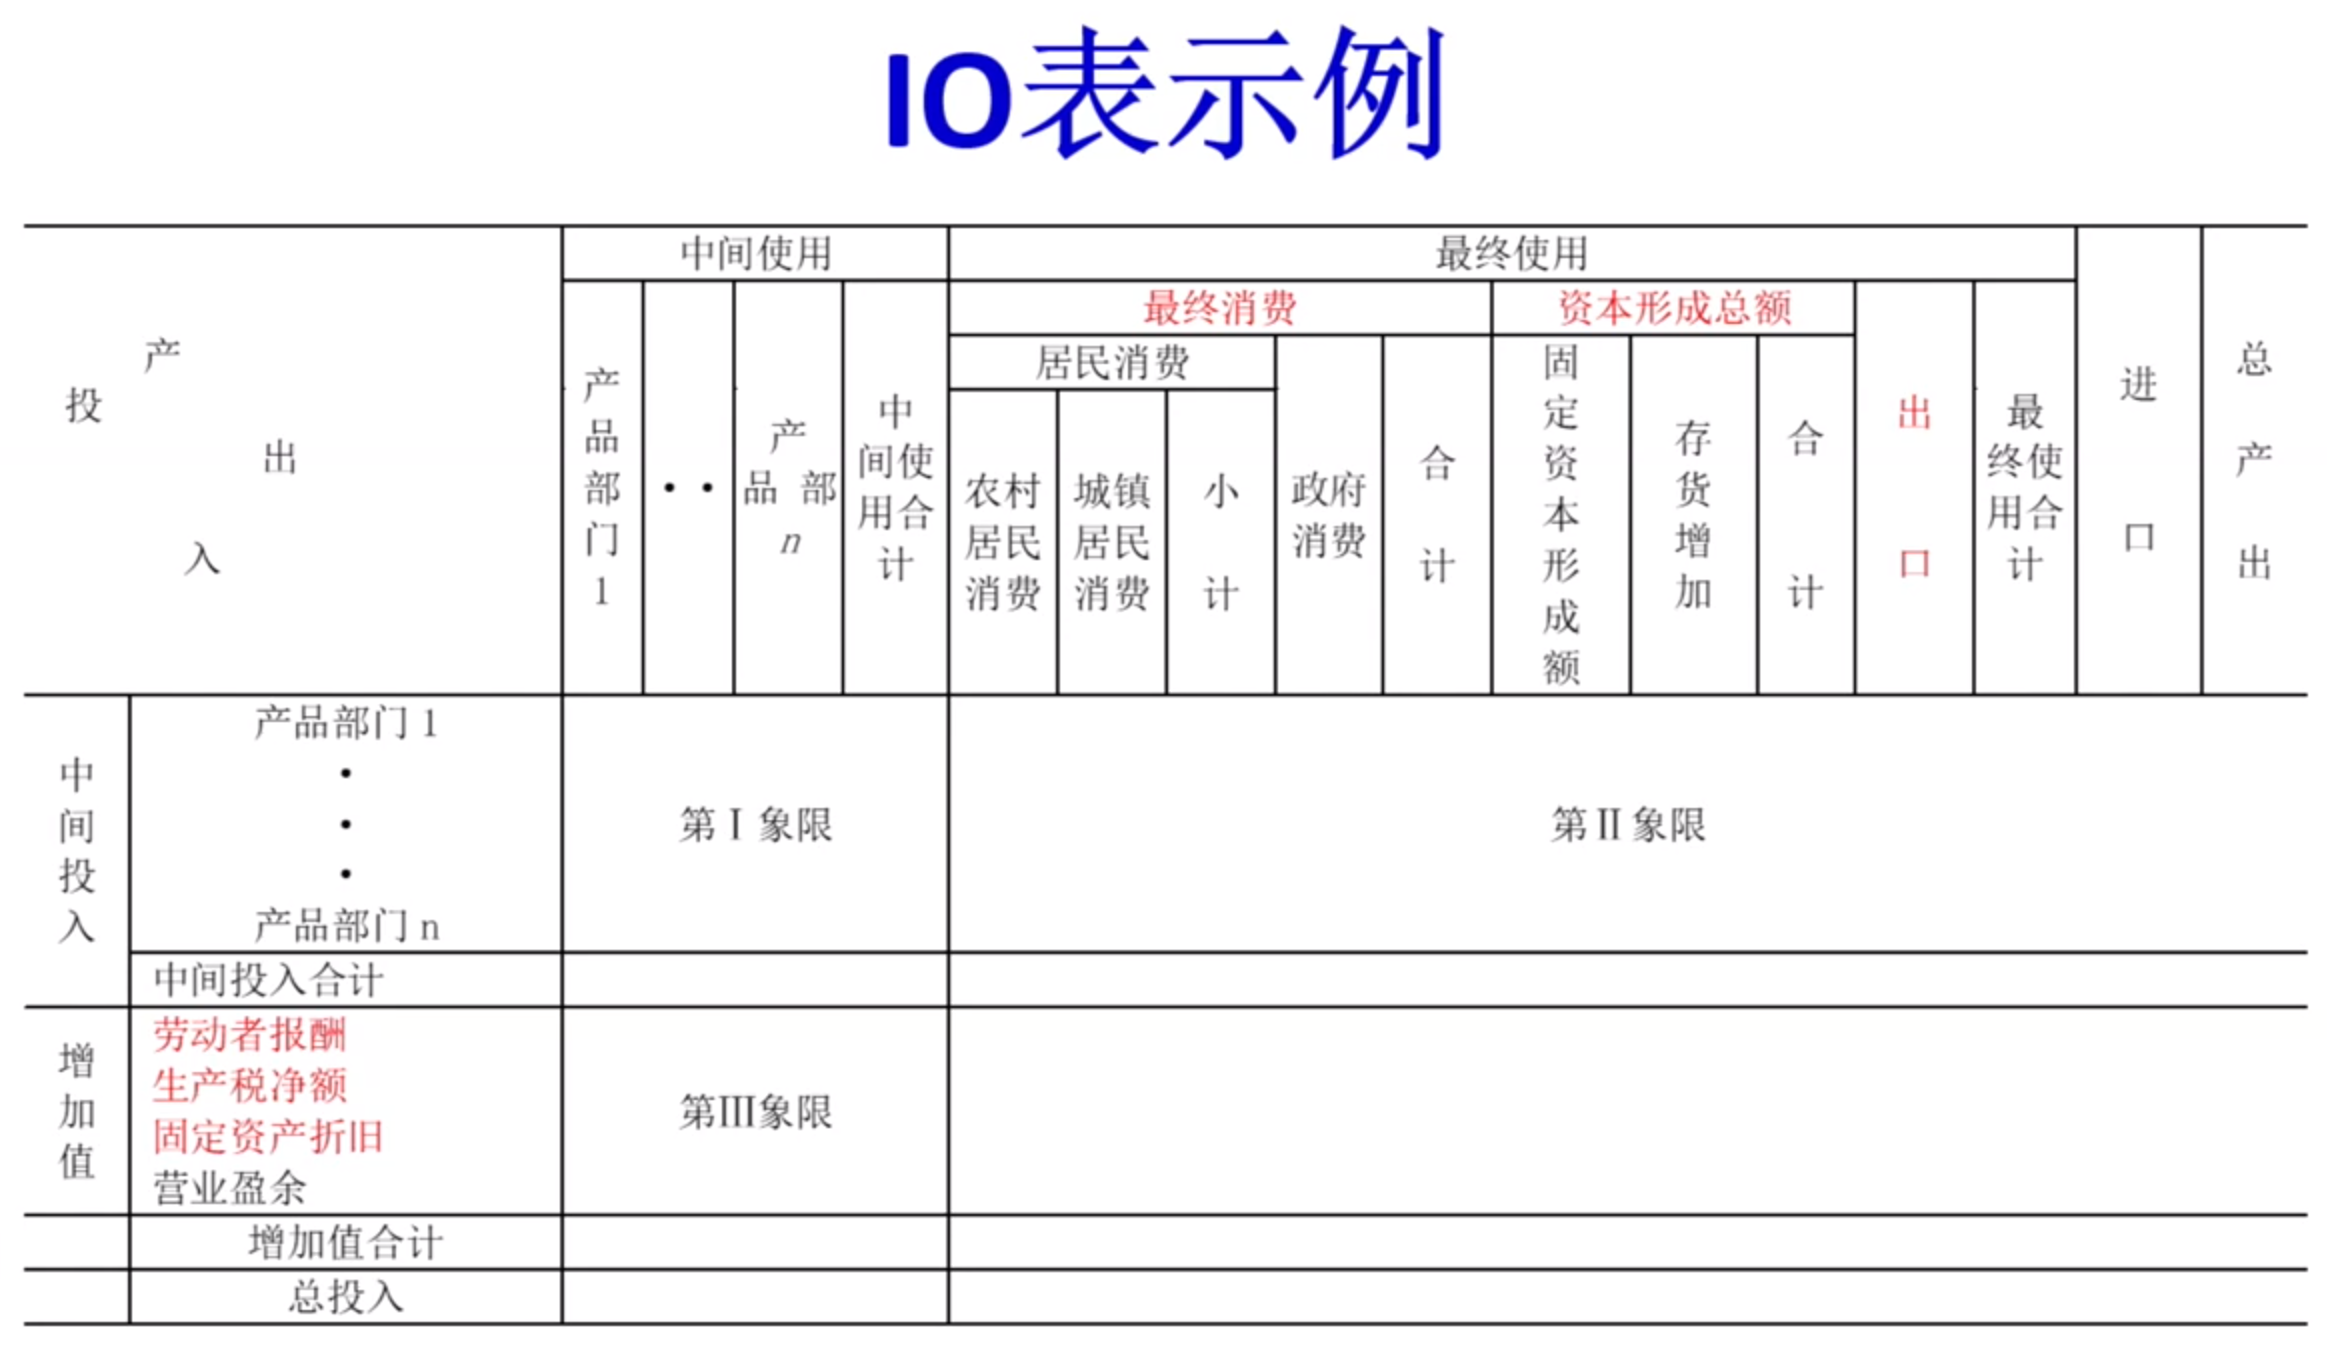 IO表示例
产
投
出
入
中间使用
最终使用
产品部门1
··
产品部n
中间使用合计
最终消费
资本形成总额
居民消费
农村居民消费
城镇居民消费
小计
政府消费
合计
固定资本形成额
存货增加
合计
出口
最终使用合计
进口
总产出
中间投入
产品部门 1
·
·
·
产品部门 n
第 I 象限
第 II 象限
中间投入合计
增加值
劳动者报酬
生产税净额
固定资产折旧
营业盈余
第III象限
增加值合计
总投入